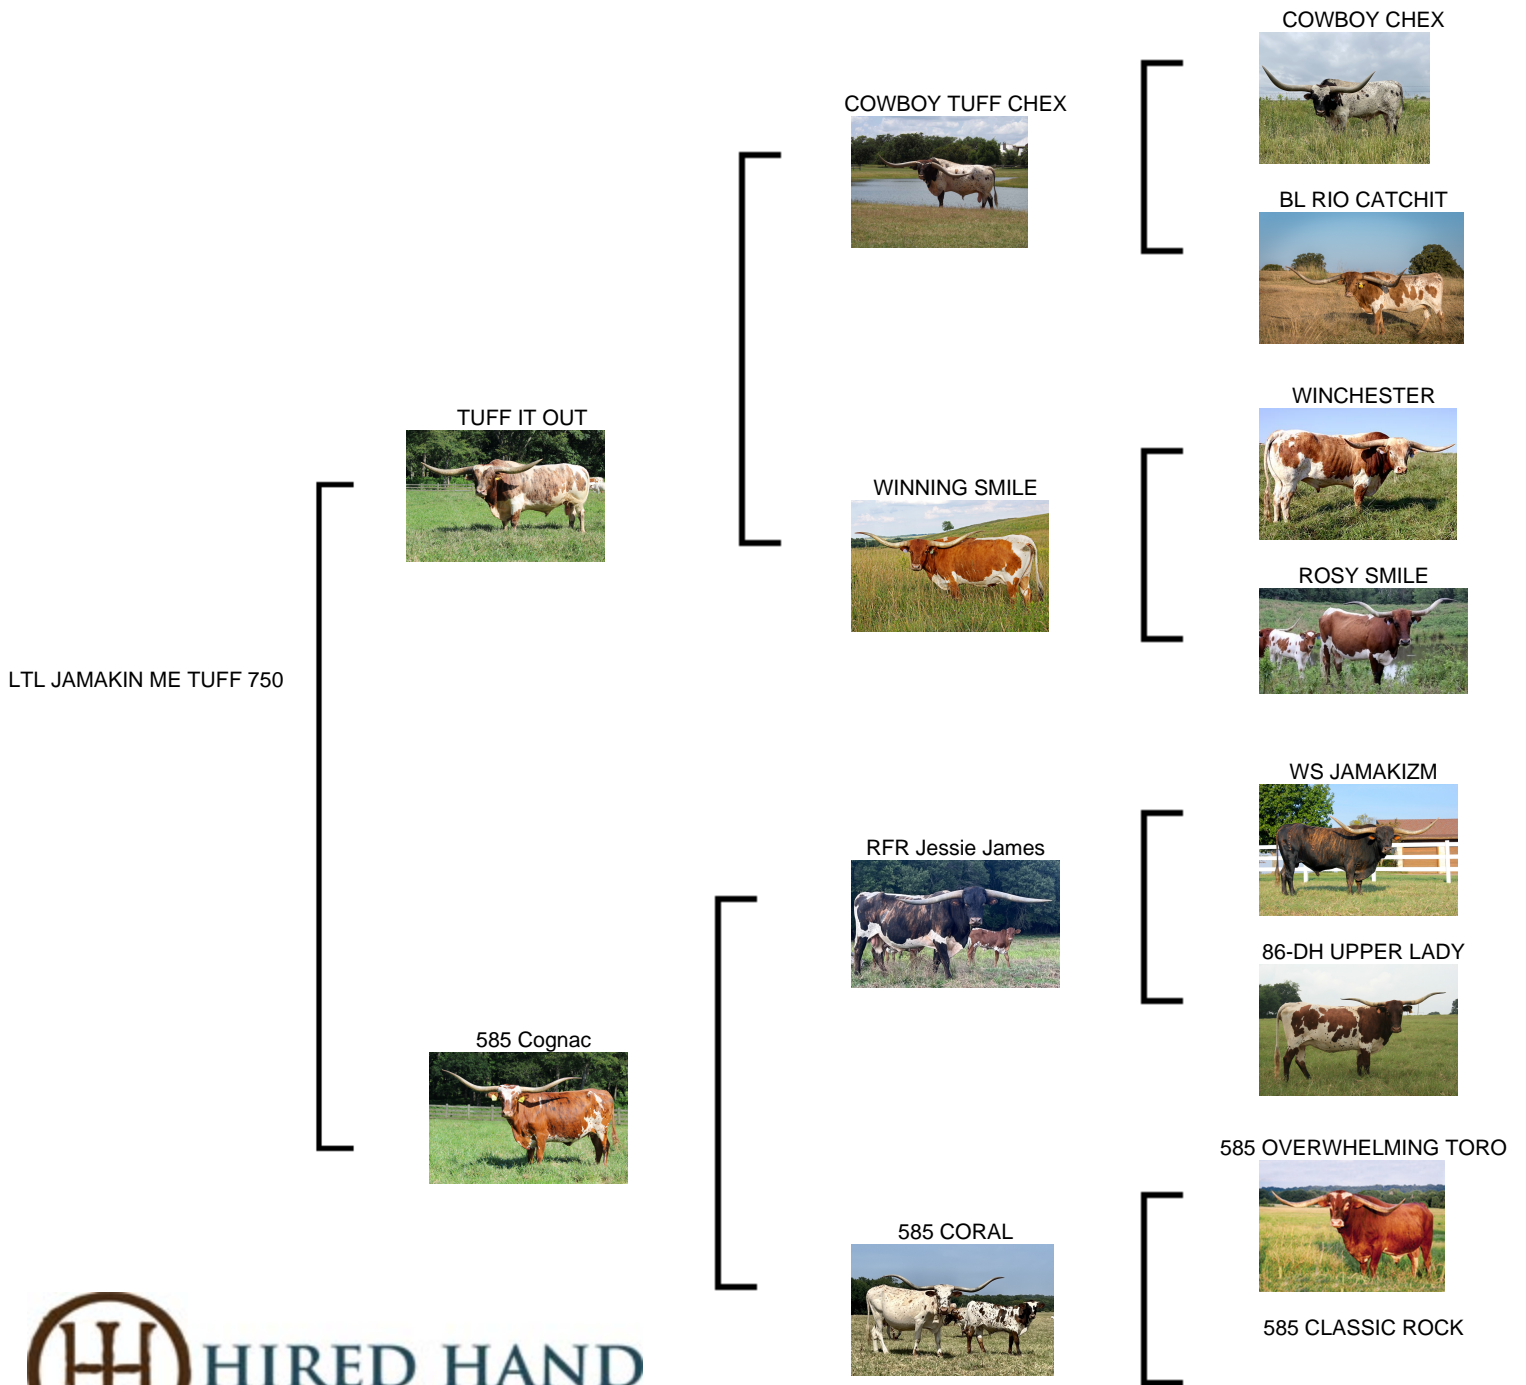 COWBOY CHEX
COWBOY TUFF CHEX
BL RIO CATCHIT
WINCHESTER
TUFF IT OUT
WINNING SMILE
ROSY SMILE
LTL JAMAKIN ME TUFF 750
WS JAMAKIZM
RFR Jessie James
86-DH UPPER LADY
585 Cognac
585 OVERWHELMING TORO
585 CORAL
585 CLASSIC ROCK
HIRED HAND